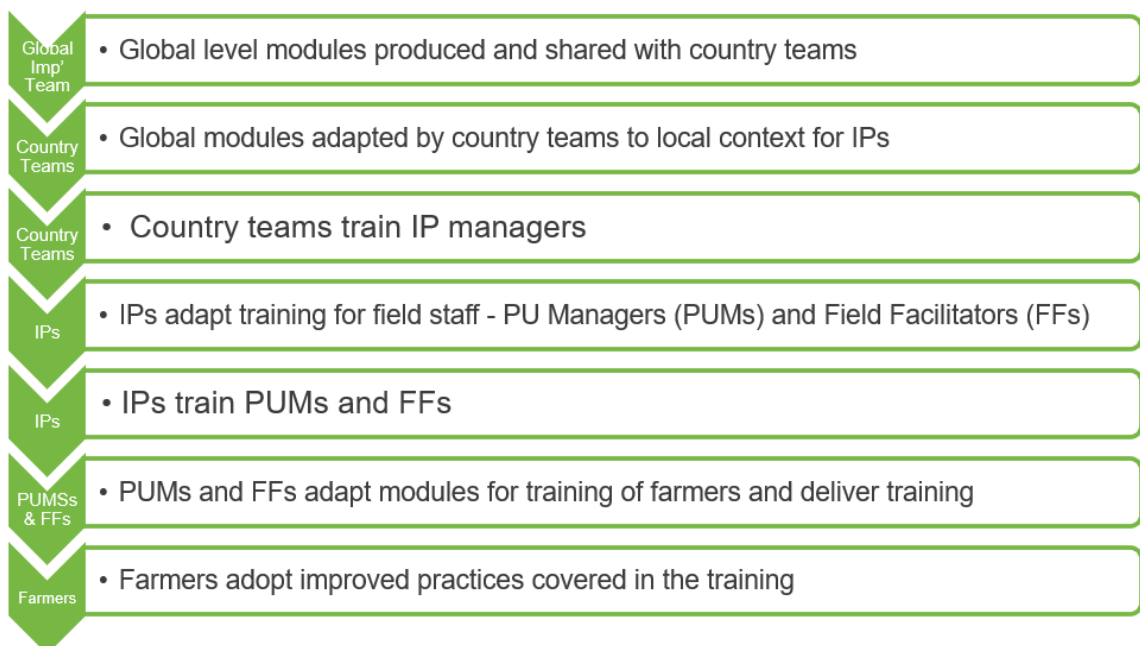 Global
Imp'
Team
• Global level modules produced and shared with country teams
Country
Teams
• Global modules adapted by country teams to local context for IPs
Country
Teams
• Country teams train IP managers
IPs
• IPs adapt training for field staff - PU Managers (PUMs) and Field Facilitators (FFs)
IPs
• IPs train PUMs and FFs
PUMSs
& FFs
• PUMs and FFs adapt modules for training of farmers and deliver training
Farmers
• Farmers adopt improved practices covered in the training